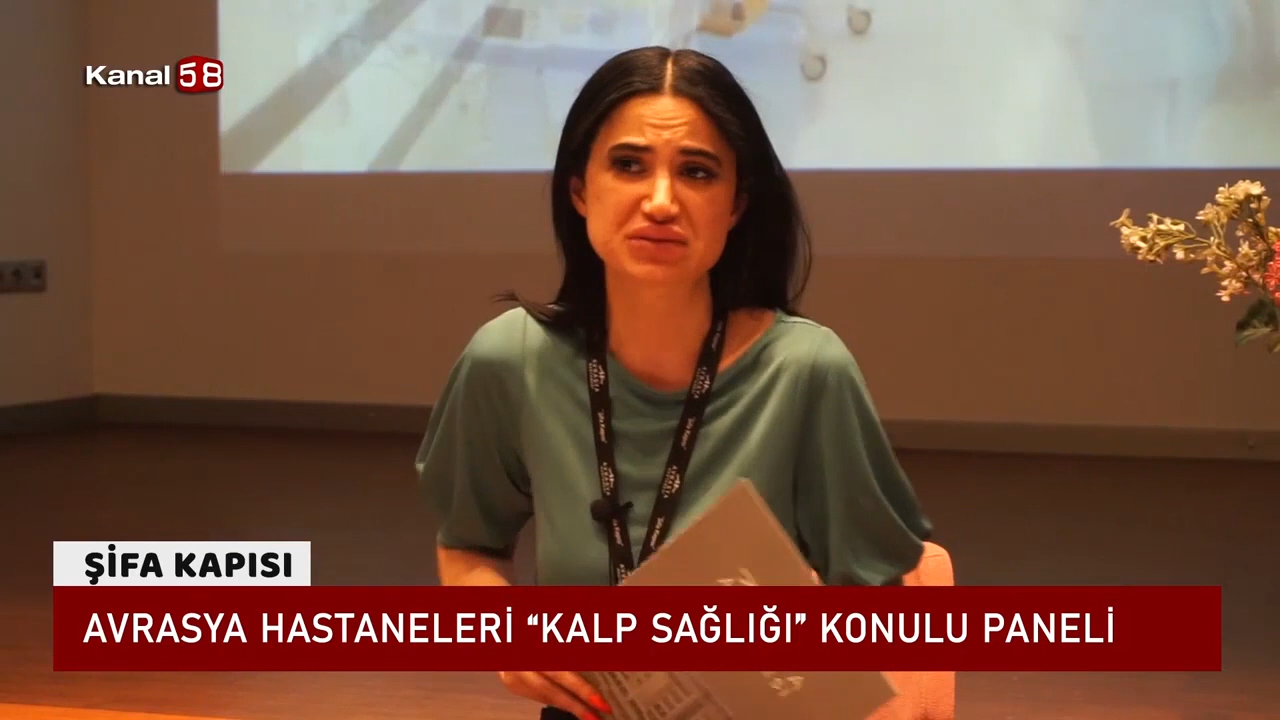 Kanal 58
ŞİFA KAPISI
AVRASYA HASTANELERİ “KALP SAĞLIĞI” KONULU PANELİ